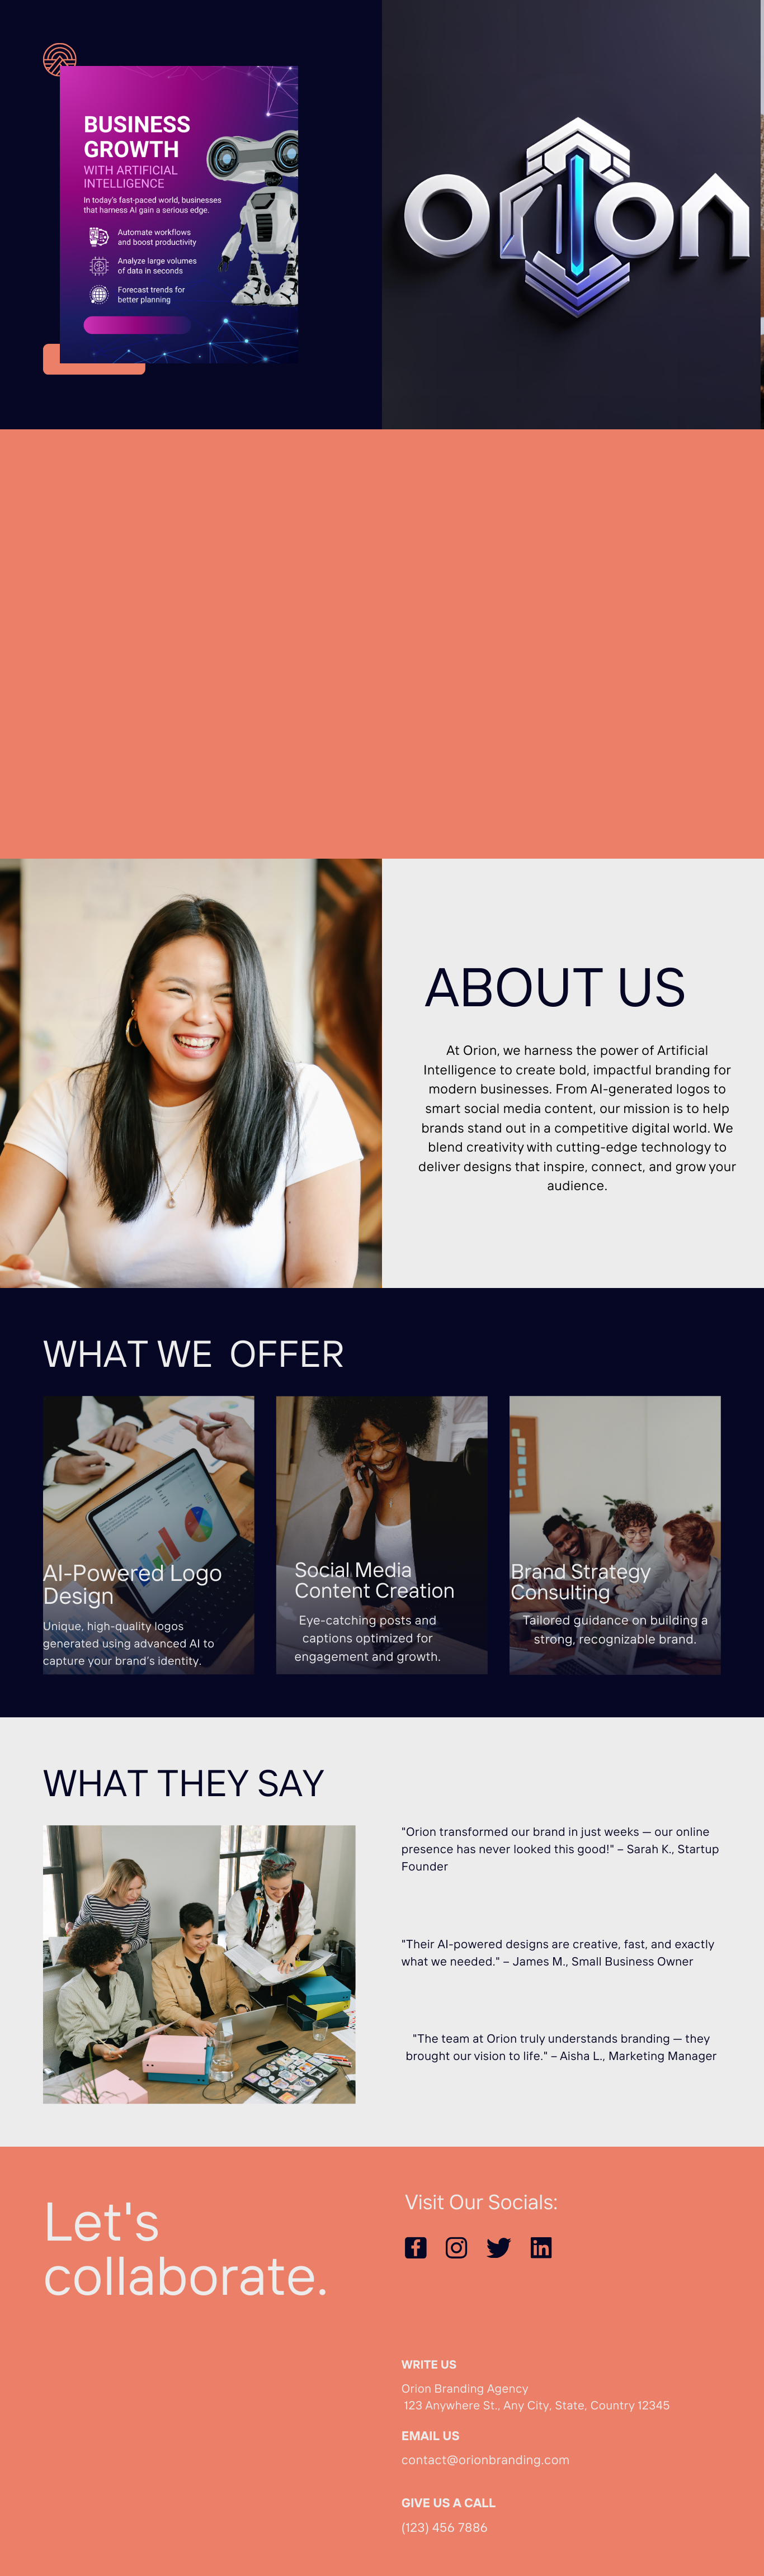 BUSINESS
GROWTH
WITH ARTIFICIAL
INTELLIGENCE
In today's fast-paced world, businesses
that harness AI gain a serious edge.
Automate workflows
and boost productivity
Analyze large volumes
of data in seconds
Forecast trends for
better planning
orion
ABOUT US
At Orion, we harness the power of Artificial
Intelligence to create bold, impactful branding for
modern businesses. From AI-generated logos to
smart social media content, our mission is to help
brands stand out in a competitive digital world. We
blend creativity with cutting-edge technology to
deliver designs that inspire, connect, and grow your
audience.
WHAT WE OFFER
AI-Powered Logo
Design
Unique, high-quality logos
generated using advanced AI to
capture your brand's identity.
Social Media
Content Creation
Eye-catching posts and
captions optimized for
engagement and growth.
Brand Strategy
Consulting
Tailored guidance on building a
strong, recognizable brand.
WHAT THEY SAY
"Orion transformed our brand in just weeks — our online
presence has never looked this good!" – Sarah K., Startup
Founder
"Their AI-powered designs are creative, fast, and exactly
what we needed." – James M., Small Business Owner
"The team at Orion truly understands branding — they
brought our vision to life." – Aisha L., Marketing Manager
Let's
collaborate.
Visit Our Socials:
WRITE US
Orion Branding Agency
123 Anywhere St., Any City, State, Country 12345
EMAIL US
contact@orionbranding.com
GIVE US A CALL
(123) 456 7886